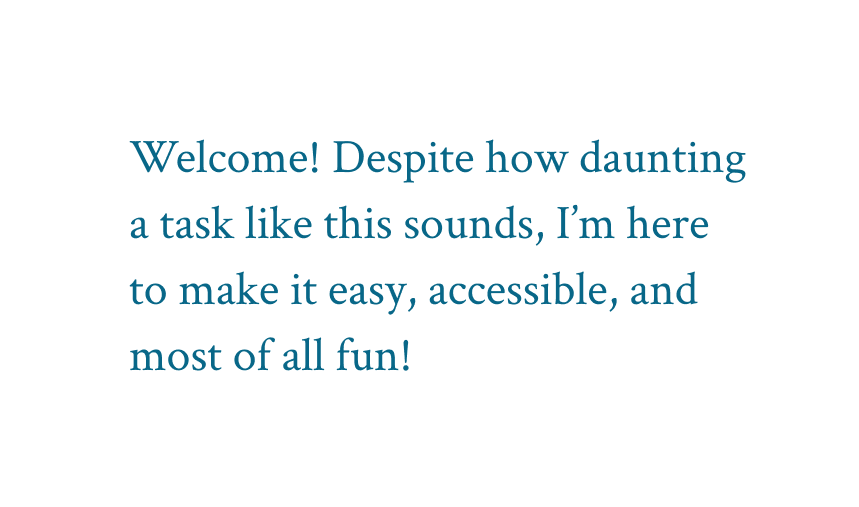 Welcome! Despite how daunting
a task like this sounds, I’m here
to make it easy, accessible, and
most of all fun!